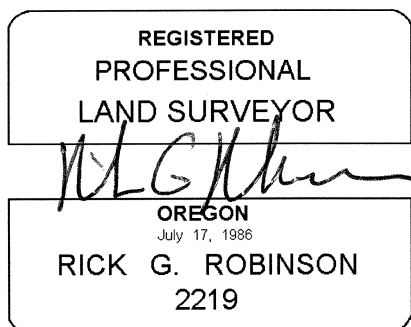 REGISTERED
PROFESSIONAL
LAND SURVEYOR
OREGON
July 17, 1986
RICK G. ROBINSON
2219